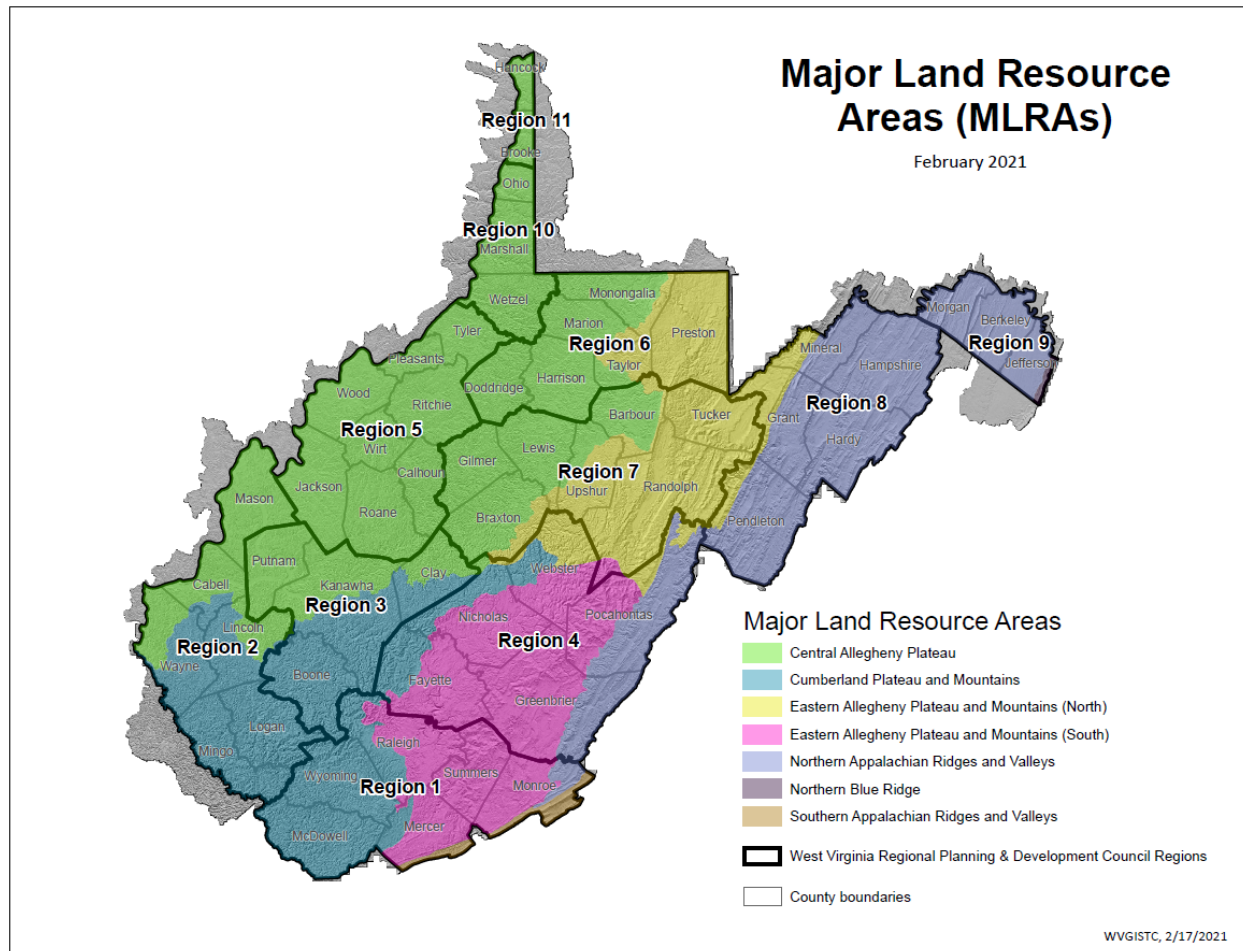 Major Land Resource
Areas (MLRAs)
February 2021
Hancock
Region 11
Brooke
Ohio
Region 10
Marshall
Wetzel
Monongalia
Morgan
Berkeley
Tyler
Marion
Preston
Region 9
Region 6
Mineral
Pleasants
Taylor
Hampshire
Jefferson
Doddridge
Harrison
Wood
Ritchie
Region 8
Barbour
Tucker
Grant
Region 5
Wirt
Hardy
Lewis
Gilmer
Calhoun
Region 7
Jackson
Upshur
Randolph
Mason
Roane
Braxton
Pendleton
Putnam
Webster
Clay
Cabell
Kanawha
Region 3
Nicholas
Pocahontas
Lincoln
Region 4
Region 2
Wayne
Boone
Fayette
Greenbrier
Logan
Raleigh
Mingo
Wyoming
Summers
Region 1
Monroe
Mercer
McDowell
Major Land Resource Areas
Central Allegheny Plateau
Cumberland Plateau and Mountains
Eastern Allegheny Plateau and Mountains (North)
Eastern Allegheny Plateau and Mountains (South)
Northern Appalachian Ridges and Valleys
Northern Blue Ridge
Southern Appalachian Ridges and Valleys
West Virginia Regional Planning & Development Council Regions
County boundaries
WVGISTC, 2/17/2021